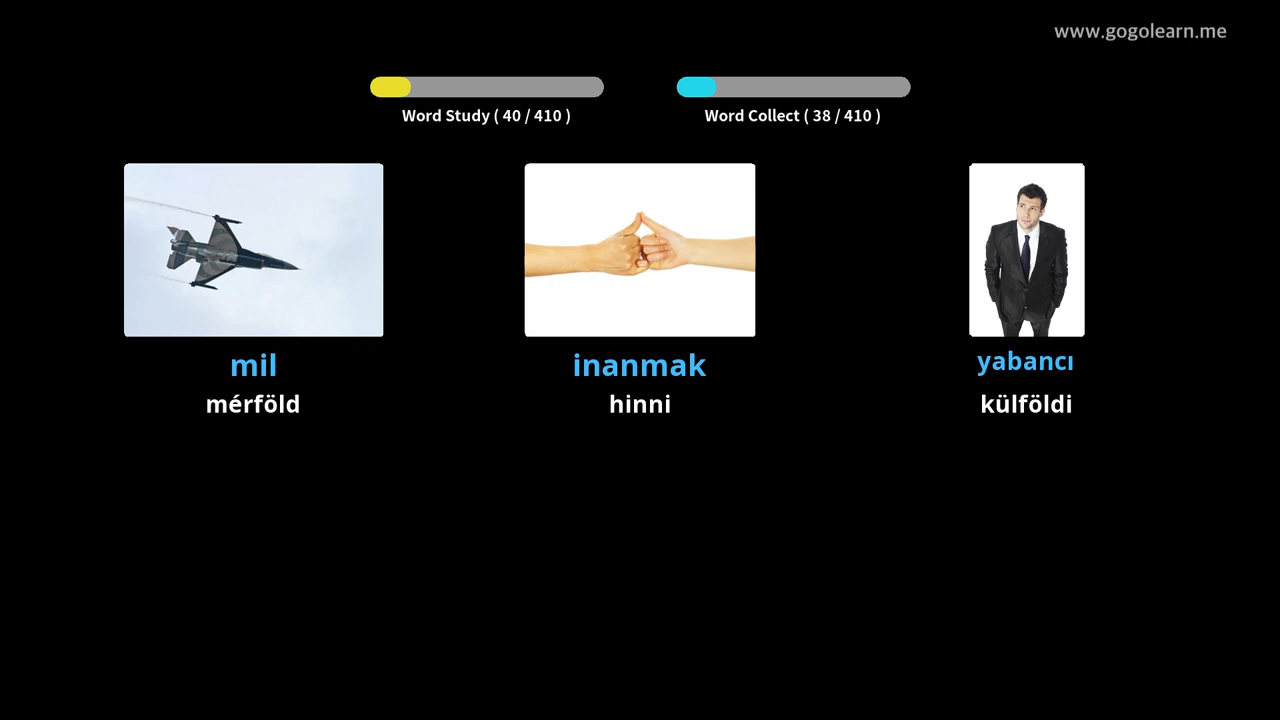 www.gogolearn.me
Word Study ( 40 / 410 )
Word Collect ( 38 / 410 )
mil
mérföld
inanmak
hinni
yabancı
külföldi